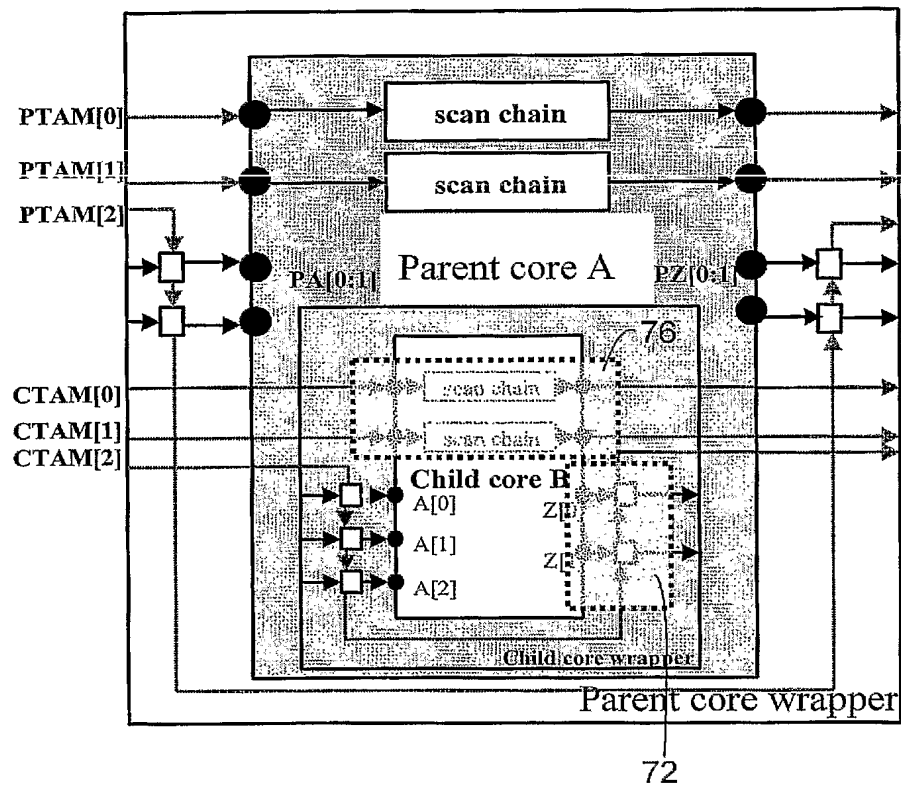 PTAM[0]
scan chain
PTAM[1]
scan chain
PTAM[2]
Parent core A
PA[0:1]
PZ[0:1]
76
CTAM[0]
scan chain
CTAM[1]
scan chain
CTAM[2]
Child core B
A[0]
Z[
A[1]
Z[
A[2]
Child core wrapper
Parent core wrapper
72